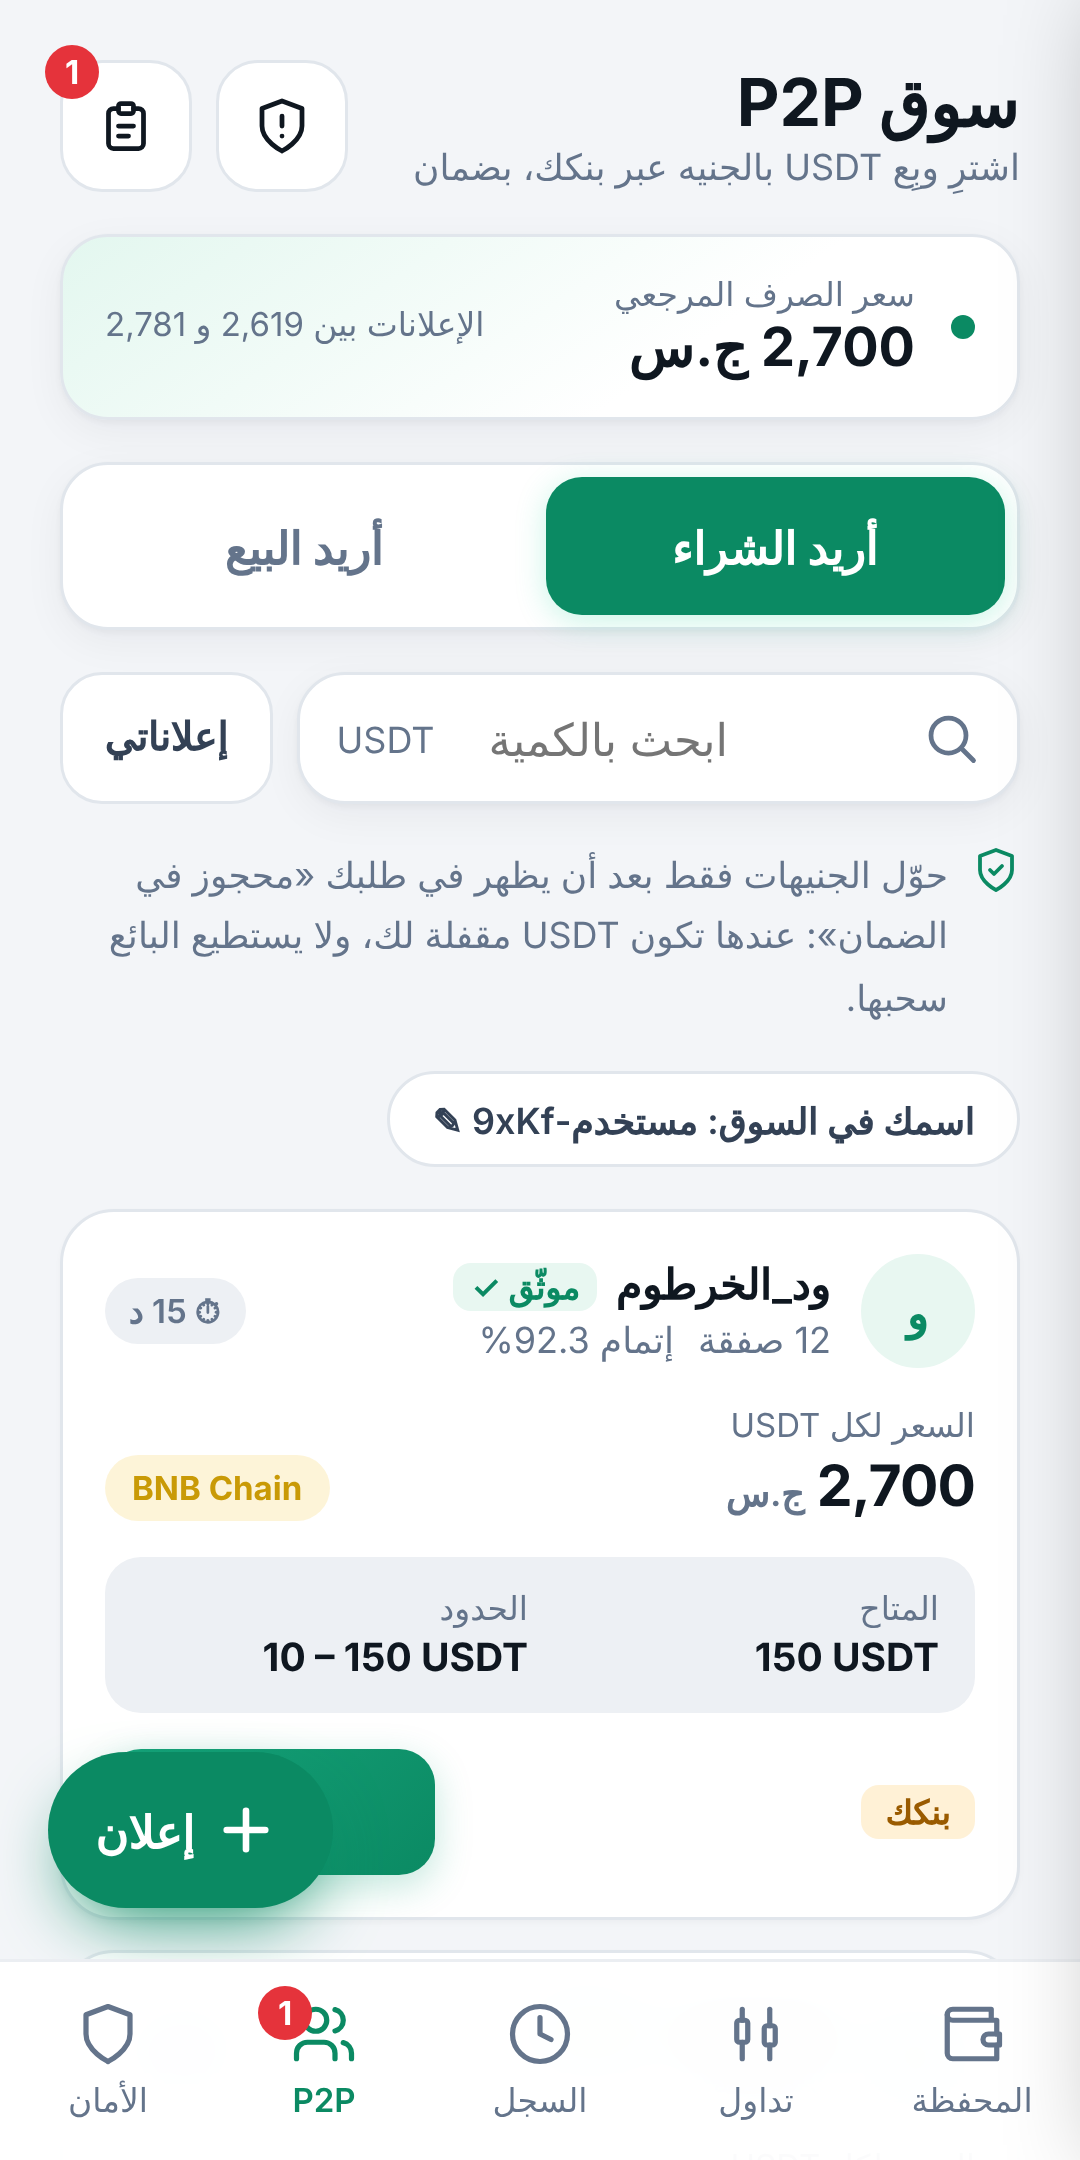 سوق P2P
اشترِ وبِع USDT بالجنيه عبر بنكك، بضمان
1
سعر الصرف المرجعي
2,700 ج.س
الإعلانات بين 2,619 و 2,781
أريد الشراء
أريد البيع
ابحث بالكمية
USDT
إعلاناتي
حوّل الجنيهات فقط بعد أن يظهر في طلبك «محجوز في
الضمان»: عندها تكون USDT مقفلة لك، ولا يستطيع البائع
سحبها.
اسمك في السوق: مستخدم-9xKf ✎
و
ود_الخرطوم
موثّق ✓
12 صفقة إتمام 92.3%
⏱ 15 د
السعر لكل USDT
2,700 ج.س
BNB Chain
المتاح
150 USDT
الحدود
10 – 150 USDT
بنكك
إعلان
المحفظة
تداول
السجل
1
P2P
الأمان